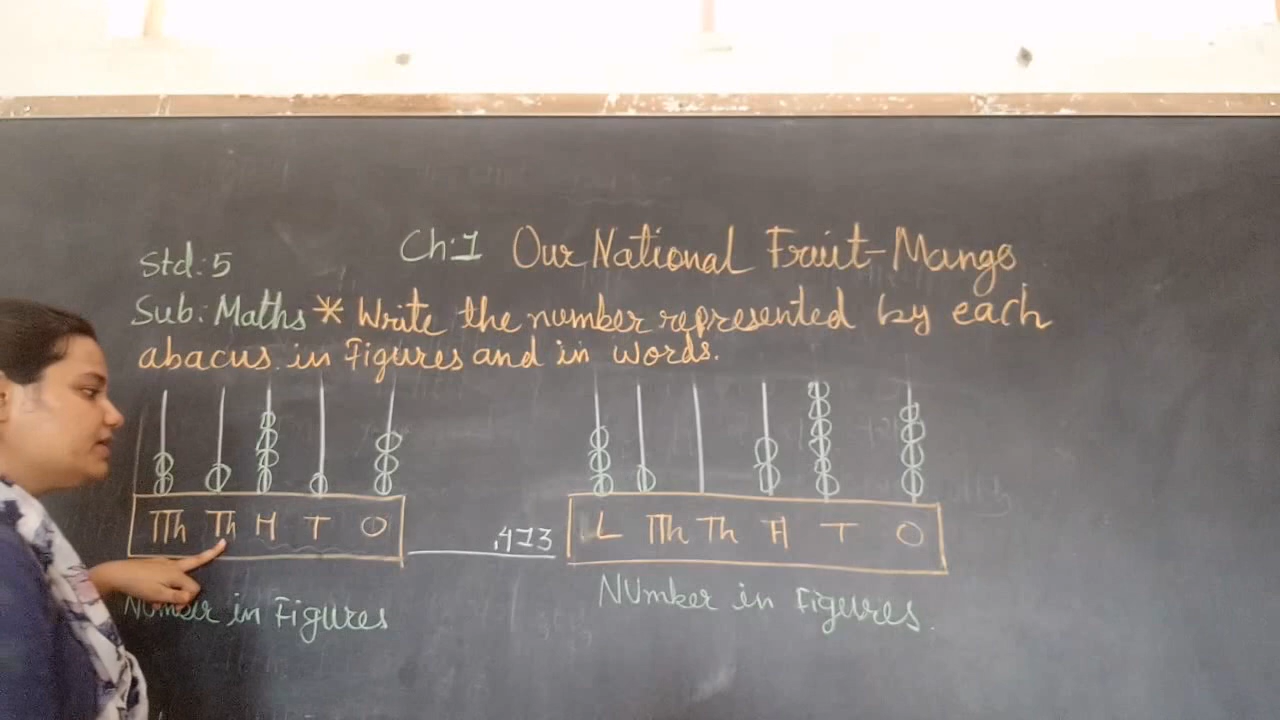 Std: 5
Ch:1 Our National Fruit-Mango
Sub: Maths * Write the number represented by each
abacus in Figures and in words.
TTh Th H T O
,413
L TTh Th H T O
Number in Figures
NUmber in Figures.